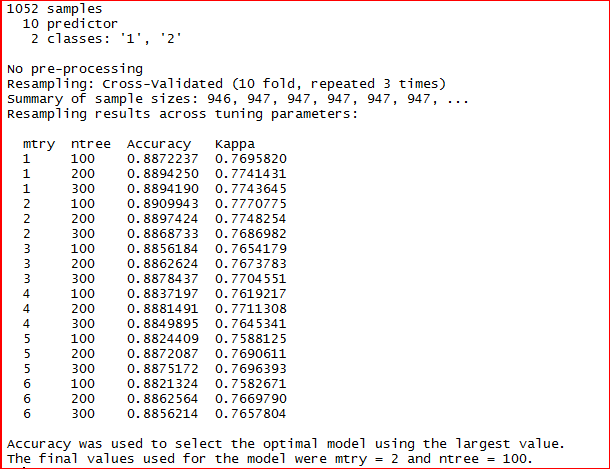 1052 samples
10 predictor
2 classes: '1', '2'
No pre-processing
Resampling: Cross-Validated (10 fold, repeated 3 times)
Summary of sample sizes: 946, 947, 947, 947, 947, 947, ...
Resampling results across tuning parameters:
mtry ntree Accuracy Kappa
1 100 0.8872237 0.7695820
1 200 0.8894250 0.7741431
1 300 0.8894190 0.7743645
2 100 0.8909943 0.7770775
2 200 0.8897424 0.7748254
2 300 0.8868733 0.7686982
3 100 0.8856184 0.7654179
3 200 0.8862624 0.7673783
3 300 0.8878437 0.7704551
4 100 0.8837197 0.7619217
4 200 0.8881491 0.7711308
4 300 0.8849895 0.7645341
5 100 0.8824409 0.7588125
5 200 0.8872087 0.7690611
5 300 0.8875172 0.7696393
6 100 0.8821324 0.7582671
6 200 0.8862564 0.7669790
6 300 0.8856214 0.7657804
Accuracy was used to select the optimal model using the largest value.
The final values used for the model were mtry = 2 and ntree = 100.